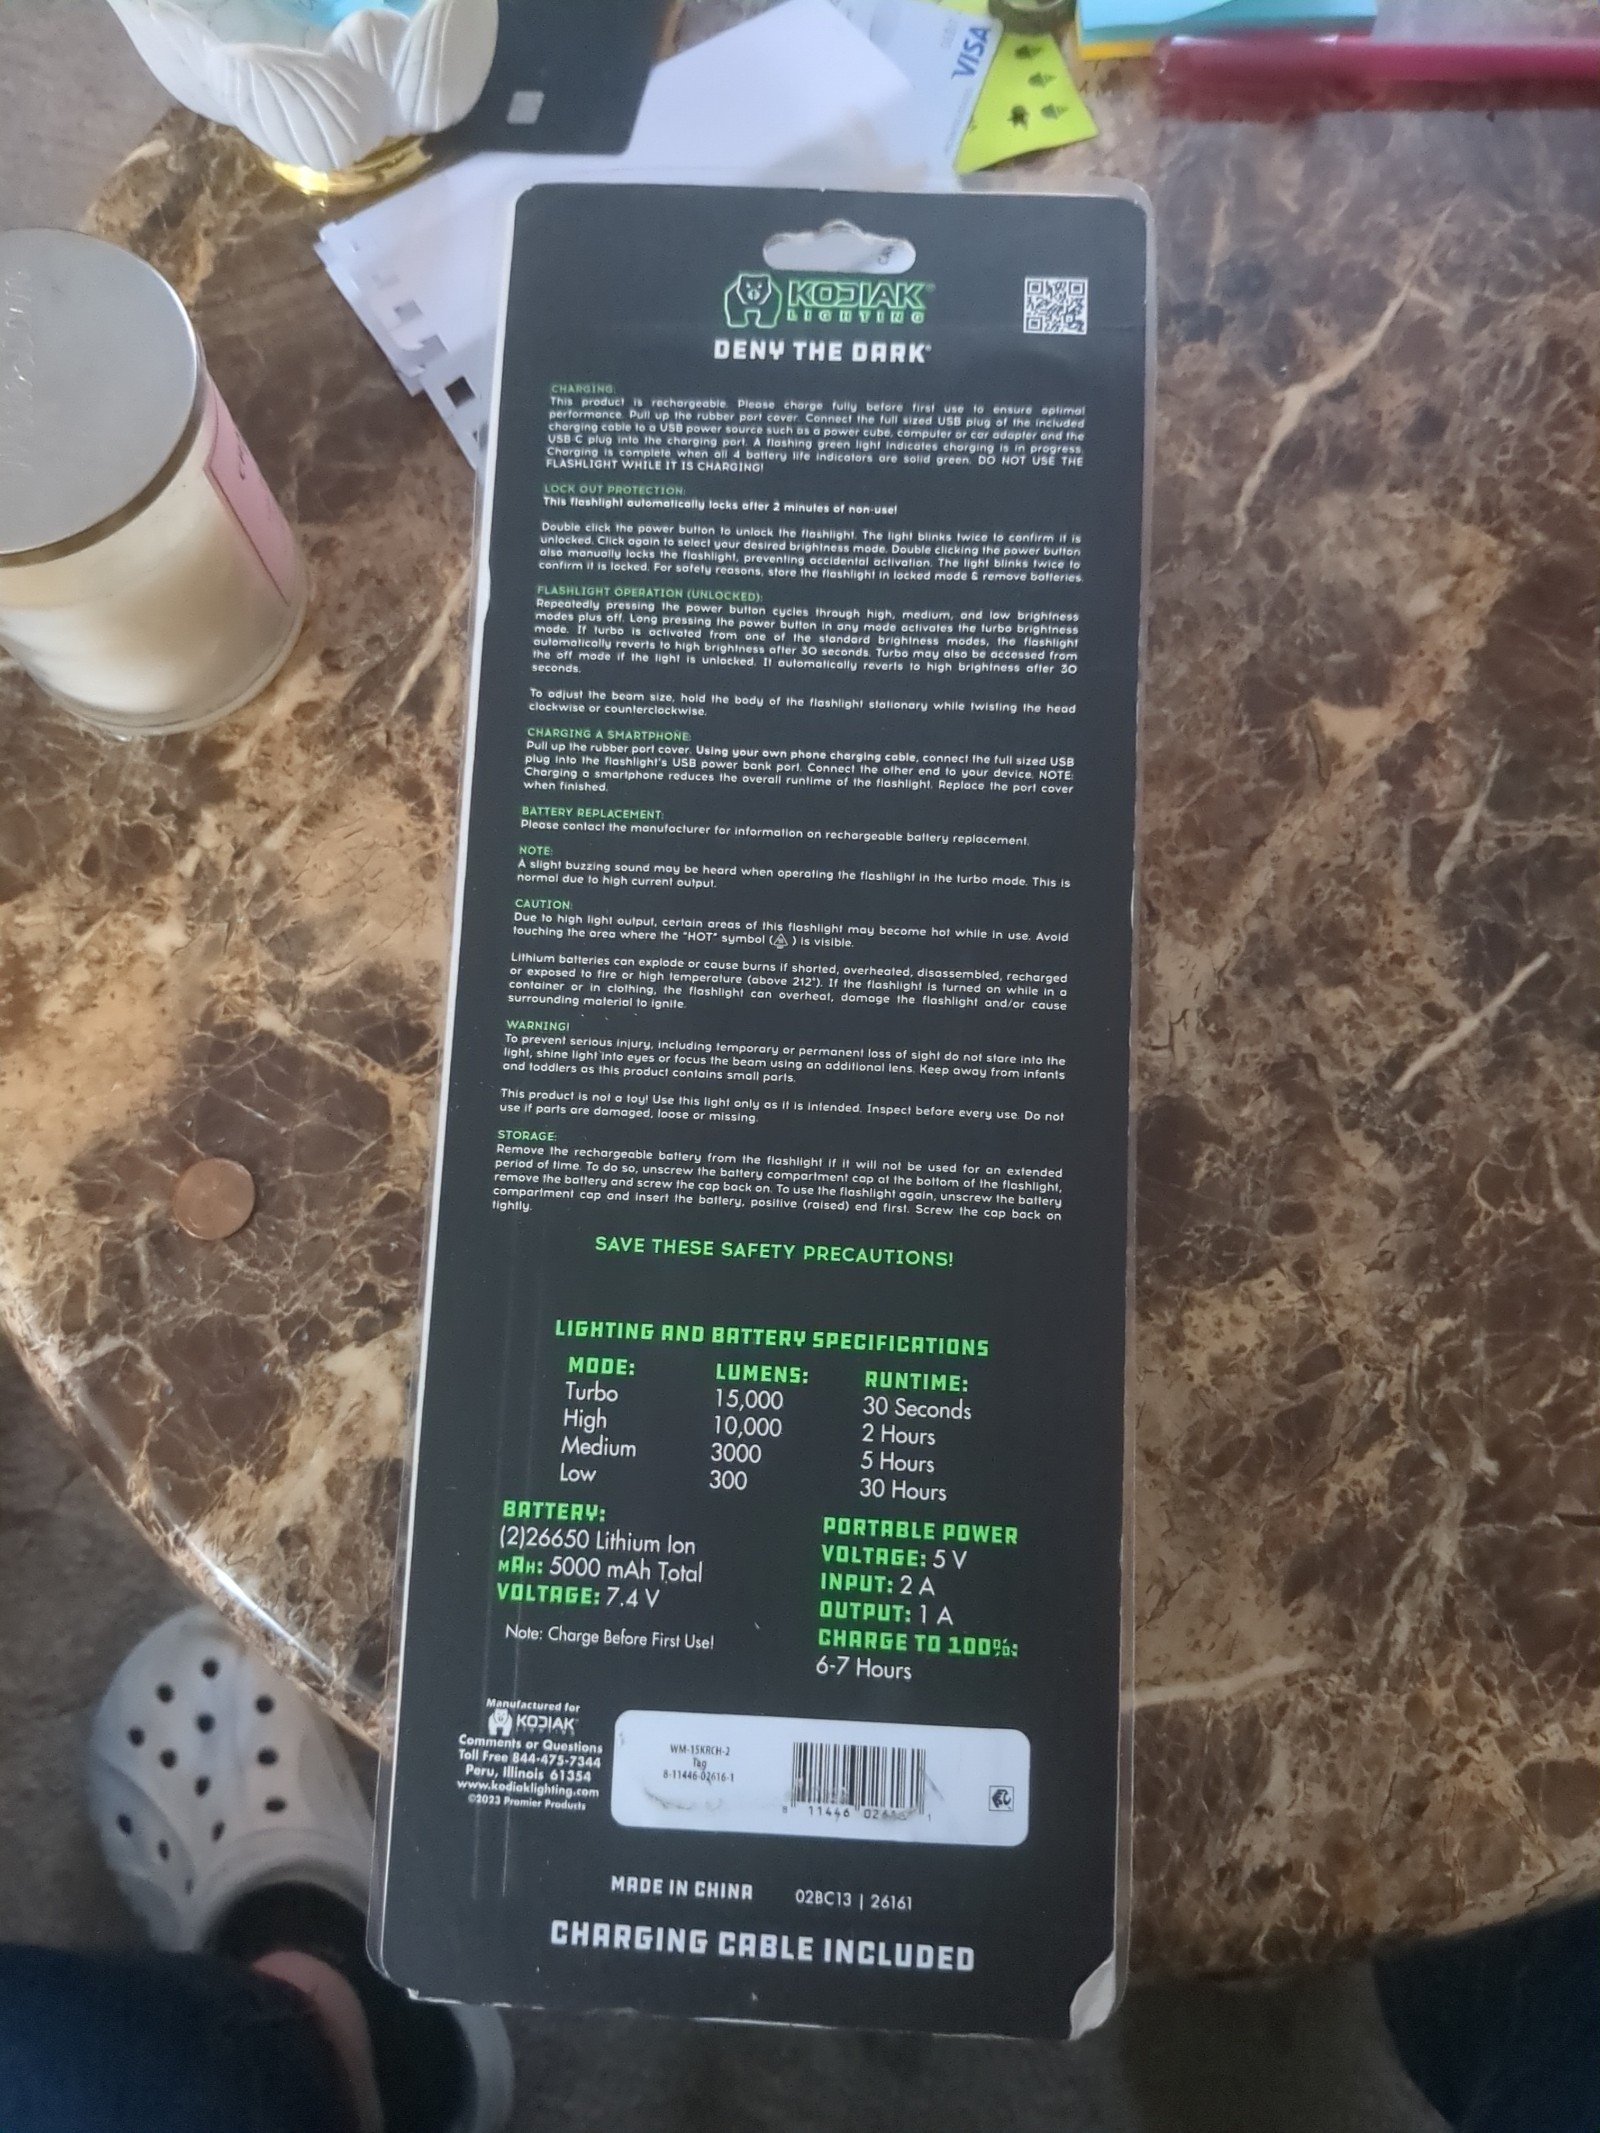 VISA
KODIAK®
LIGHTING
DENY THE DARK®
CHARGING:
This product is rechargeable. Please charge fully before first use to ensure optimal
performance. Pull up the rubber port cover. Connect the full sized USB plug of the included
charging cable to a USB power source such as a power cube, computer or car adapter and the
USB C plug into the charging port. A flashing green light indicates charging is in progress.
Charging is complete when all 4 battery life indicators are solid green. DO NOT USE THE
FLASHLIGHT WHILE IT IS CHARGING!
LOCK OUT PROTECTION:
This flashlight automatically locks after 2 minutes of non-use!
Double click the power button to unlock the flashlight. The light blinks twice to confirm it is
unlocked. Click again to select your desired brightness mode. Double clicking the power button
also manually locks the flashlight, preventing accidental activation. The light blinks twice to
confirm it is locked. For safety reasons, store the flashlight in locked mode & remove batteries.
FLASHLIGHT OPERATION (UNLOCKED):
Repeatedly pressing the power button cycles through high, medium, and low brightness
modes plus off. Long pressing the power button in any mode activates the turbo brightness
mode. If turbo is activated from one of the standard brightness modes, the flashlight
automatically reverts to high brightness after 30 seconds. Turbo may also be accessed from
the off mode if the light is unlocked. It automatically reverts to high brightness after 30
seconds.
To adjust the beam size, hold the body of the flashlight stationary while twisting the head
clockwise or counterclockwise.
CHARGING A SMARTPHONE:
Pull up the rubber port cover. Using your own phone charging cable, connect the full sized USB
plug into the flashlight's USB power bank port. Connect the other end to your device. NOTE:
Charging a smartphone reduces the overall runtime of the flashlight. Replace the port cover
when finished.
BATTERY REPLACEMENT:
Please contact the manufacturer for information on rechargeable battery replacement.
NOTE:
A slight buzzing sound may be heard when operating the flashlight in the turbo mode. This is
normal due to high current output.
CAUTION:
Due to high light output, certain areas of this flashlight may become hot while in use. Avoid
touching the area where the "HOT" symbol ( ) is visible.
Lithium batteries can explode or cause burns if shorted, overheated, disassembled, recharged
or exposed to fire or high temperature (above 212°). If the flashlight is turned on while in a
container or in clothing, the flashlight can overheat, damage the flashlight and/or cause
surrounding material to ignite.
WARNING!
To prevent serious injury, including temporary or permanent loss of sight do not stare into the
light, shine light into eyes or focus the beam using an additional lens. Keep away from infants
and toddlers as this product contains small parts.
This product is not a toy! Use this light only as it is intended. Inspect before every use. Do not
use if parts are damaged, loose or missing.
STORAGE:
Remove the rechargeable battery from the flashlight if it will not be used for an extended
period of time. To do so, unscrew the battery compartment cap at the bottom of the flashlight,
remove the battery and screw the cap back on. To use the flashlight again, unscrew the battery
compartment cap and insert the battery, positive (raised) end first. Screw the cap back on
tightly.
SAVE THESE SAFETY PRECAUTIONS!
LIGHTING AND BATTERY SPECIFICATIONS
MODE: LUMENS: RUNTIME:
Turbo 15,000 30 Seconds
High 10,000 2 Hours
Medium 3000 5 Hours
Low 300 30 Hours
BATTERY:
(2)26650 Lithium Ion
MAH: 5000 mAh Total
VOLTAGE: 7.4 V
Note: Charge Before First Use!
PORTABLE POWER
VOLTAGE: 5 V
INPUT: 2 A
OUTPUT: 1 A
CHARGE TO 100%:
6-7 Hours
Manufactured for
KODIAK
LIGHTING
Comments or Questions
Toll Free 844-475-7344
Peru, Illinois 61354
www.kodiaklighting.com
©2023 Premier Products
WM-15KRCH-2
Tag
8-11446-02616-1
8 11446 02616 1
MADE IN CHINA 02BC13 | 26161
CHARGING CABLE INCLUDED